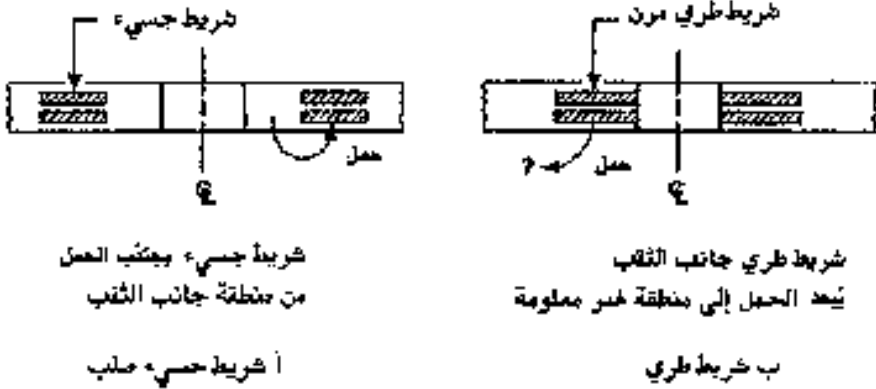 شريط طري مرن
حمل
?
℄
شريط طري جانب الثقب
يُبعد الحمل إلى منطقة غير معلومة
ب شريط طري
شريط جسيء
حمل
℄
شريط جسيء يجتذب الحمل
من منطقة جانب الثقب
أ شريط جسيء صلب